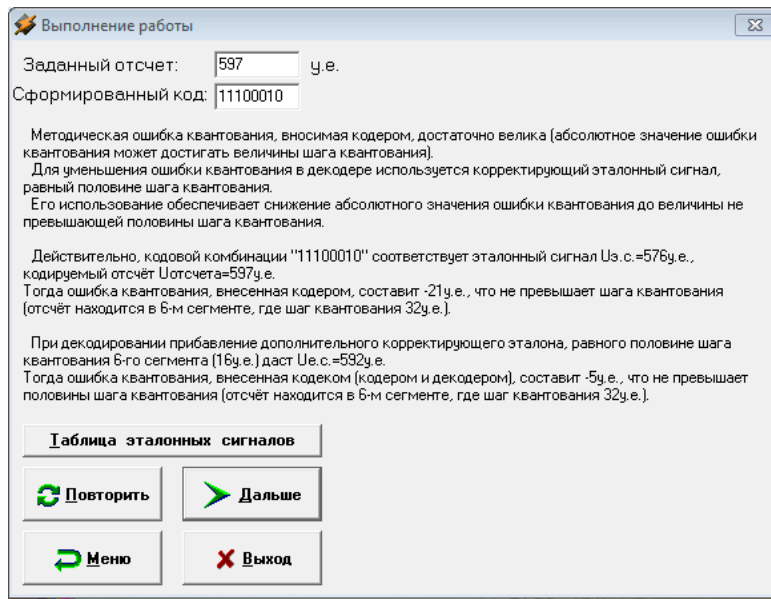 Выполнение работы
Заданный отсчет: 597 у.е.
Сформированный код: 11100010
Методическая ошибка квантования, вносимая кодером, достаточно велика (абсолютное значение ошибки
квантования может достигать величины шага квантования).
Для уменьшения ошибки квантования в декодере используется корректирующий эталонный сигнал,
равный половине шага квантования.
Его использование обеспечивает снижение абсолютного значения ошибки квантования до величины не
превышающей половины шага квантования.
Действительно, кодовой комбинации "11100010" соответствует эталонный сигнал Uэ.с.=576у.е.,
кодируемый отсчёт Uотсчета=597у.е.
Тогда ошибка квантования, внесенная кодером, составит -21у.е., что не превышает шага квантования
(отсчёт находится в 6-м сегменте, где шаг квантования 32у.е.).
При декодировании прибавление дополнительного корректирующего эталона, равного половине шага
квантования 6-го сегмента (16у.е.) даст Uе.с.=592у.е.
Тогда ошибка квантования, внесенная кодеком (кодером и декодером), составит -5у.е., что не превышает
половины шага квантования (отсчёт находится в 6-м сегменте, где шаг квантования 32у.е.).
Таблица эталонных сигналов
Повторить Дальше
Меню Выход